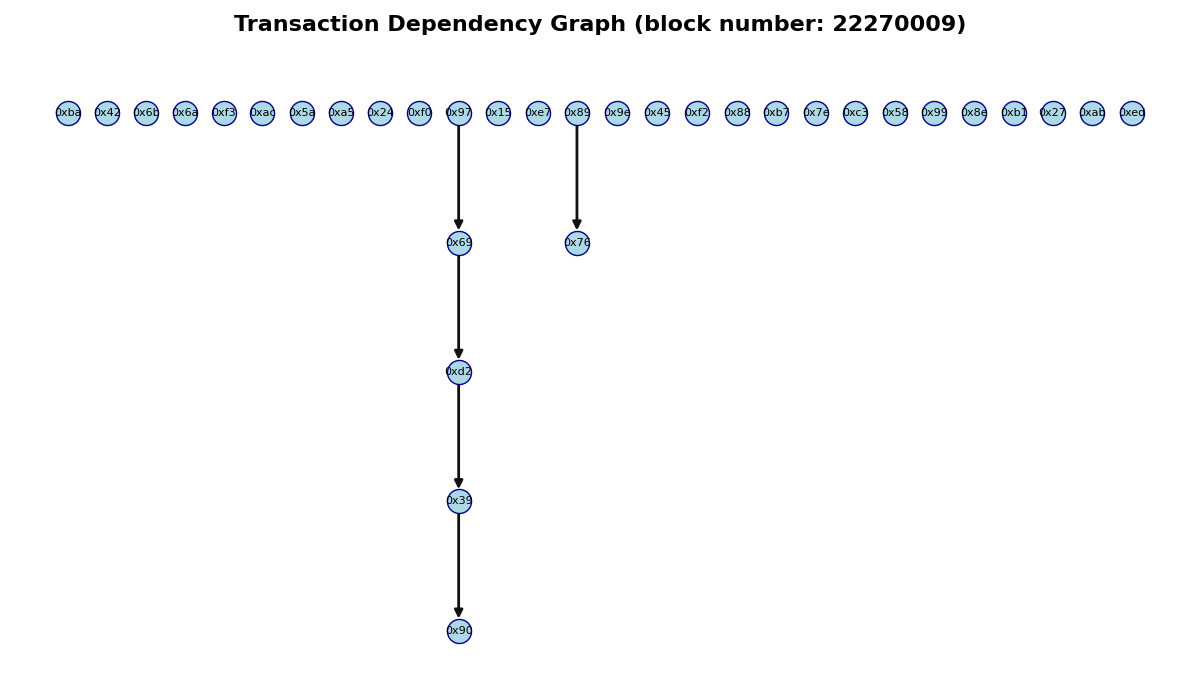 Transaction Dependency Graph (block number: 22270009)
0xba 0x42 0x6b 0x6a 0xf3 0xac 0x5a 0xa5 0x24 0xf0 0x97 0x15 0xe7 0x89 0x9e 0x45 0xf2 0x88 0xb7 0x7e 0xc3 0x58 0x99 0x8e 0xb1 0x27 0xab 0xed
0x69 0x76
0xd2
0x39
0x90